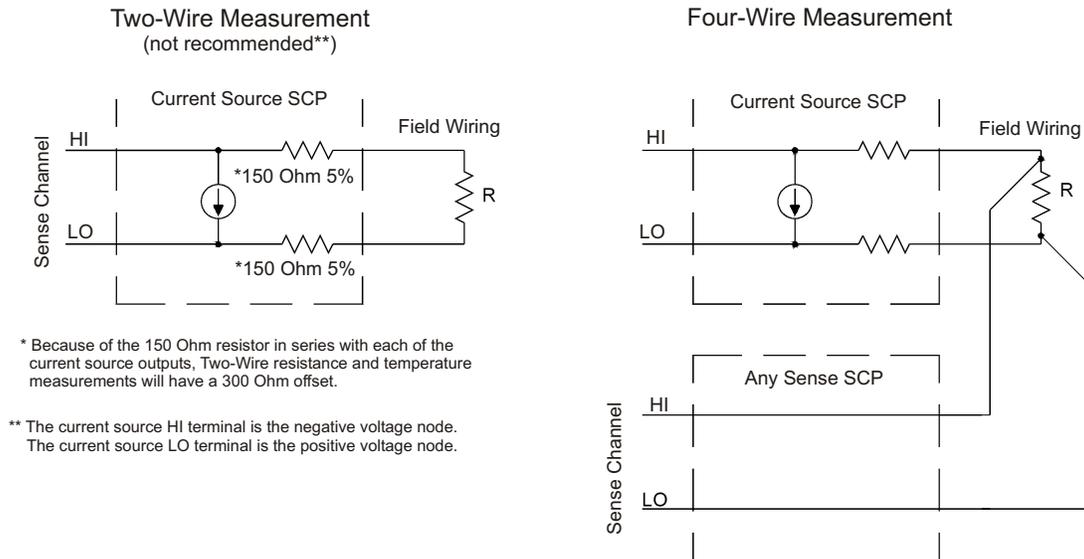 Two-Wire Measurement
(not recommended**)
Current Source SCP
Field Wiring
Sense Channel
HI
*150 Ohm 5%
R
LO
*150 Ohm 5%
* Because of the 150 Ohm resistor in series with each of the
current source outputs, Two-Wire resistance and temperature
measurements will have a 300 Ohm offset.
** The current source HI terminal is the negative voltage node.
The current source LO terminal is the positive voltage node.
Four-Wire Measurement
Current Source SCP
Field Wiring
HI
R
LO
Any Sense SCP
Sense Channel
HI
LO